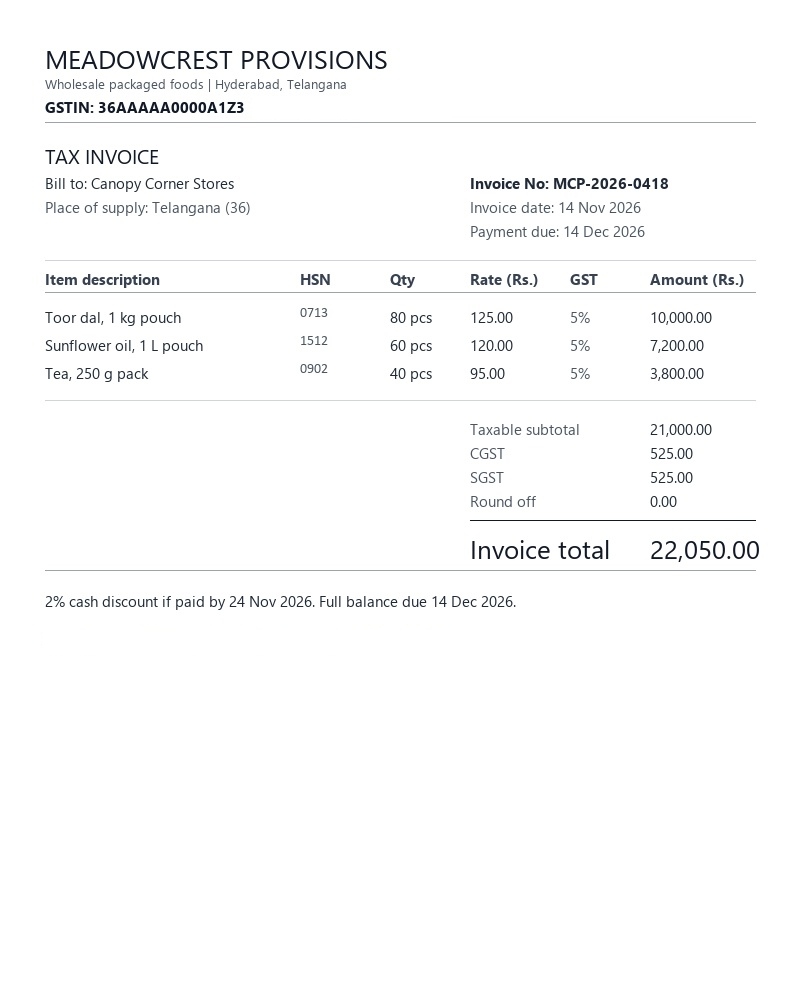 MEADOWCREST PROVISIONS
Wholesale packaged foods | Hyderabad, Telangana
GSTIN: 36AAAAA0000A1Z3
TAX INVOICE
Bill to: Canopy Corner Stores
Invoice No: MCP-2026-0418
Place of supply: Telangana (36)
Invoice date: 14 Nov 2026
Payment due: 14 Dec 2026
Item description HSN Qty Rate (Rs.) GST Amount (Rs.)
Toor dal, 1 kg pouch 0713 80 pcs 125.00 5% 10,000.00
Sunflower oil, 1 L pouch 1512 60 pcs 120.00 5% 7,200.00
Tea, 250 g pack 0902 40 pcs 95.00 5% 3,800.00
Taxable subtotal 21,000.00
CGST 525.00
SGST 525.00
Round off 0.00
Invoice total 22,050.00
2% cash discount if paid by 24 Nov 2026. Full balance due 14 Dec 2026.